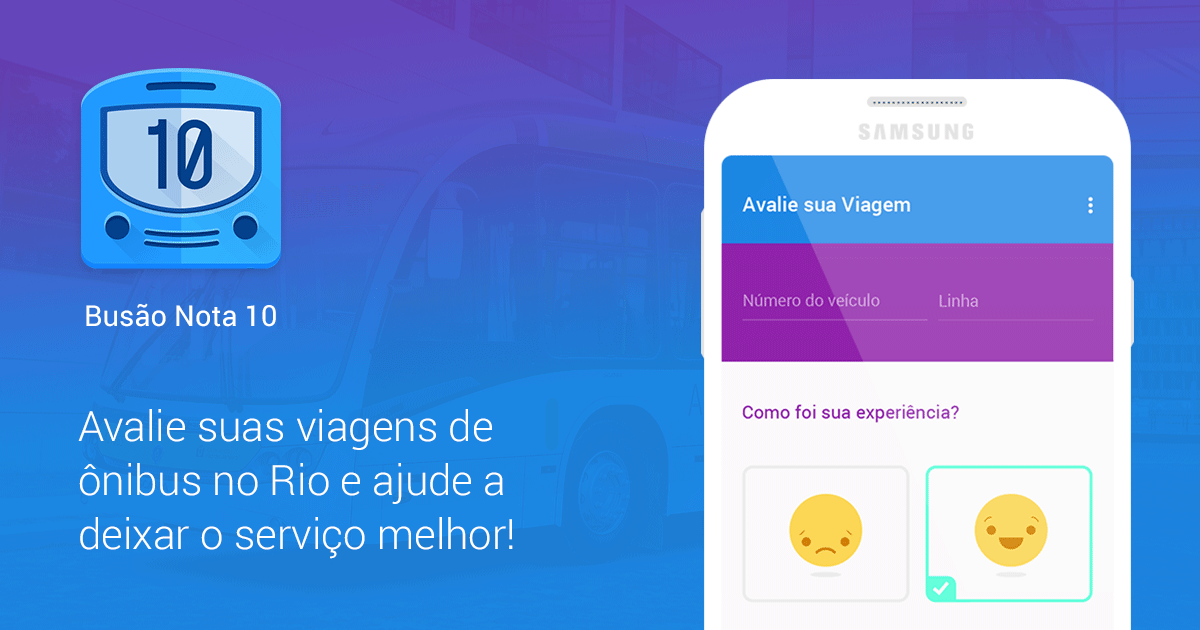 10
Busão Nota 10
Avalie suas viagens de
ônibus no Rio e ajude a
deixar o serviço melhor!
SAMSUNG
Avalie sua Viagem
Número do veículo
Linha
Como foi sua experiência?